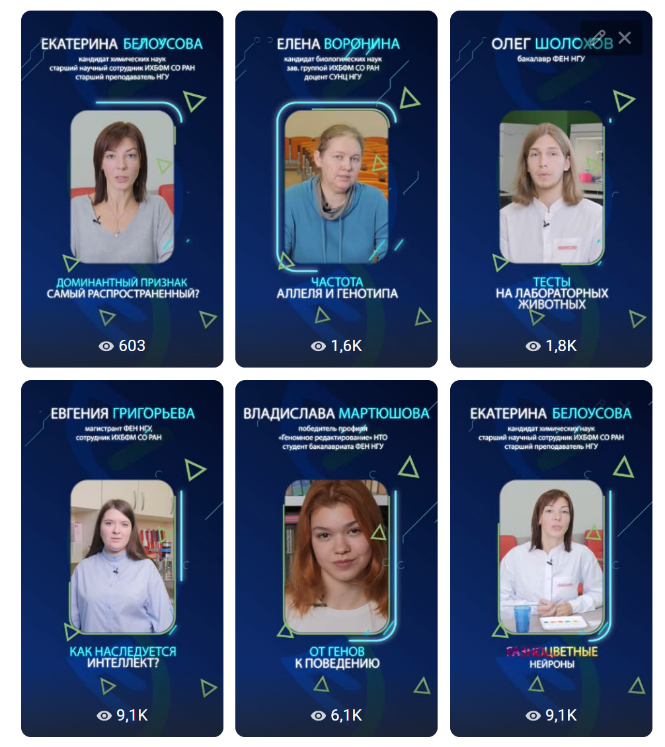 ЕКАТЕРИНА БЕЛОУСОВА
кандидат химических наук
старший научный сотрудник ИХБФМ СО РАН
старший преподаватель НГУ
ДОМИНАНТНЫЙ ПРИЗНАК
САМЫЙ РАСПРОСТРАНЕННЫЙ?
603
ЕЛЕНА ВОРОНИНА
кандидат биологических наук
зав. группой ИХБФМ СО РАН
доцент СУНЦ НГУ
ЧАСТОТА
АЛЛЕЛЯ И ГЕНОТИПА
1,6K
ОЛЕГ ШОЛОХОВ
бакалавр ФЕН НГУ
ТЕСТЫ
НА ЛАБОРАТОРНЫХ
ЖИВОТНЫХ
1,8K
ЕВГЕНИЯ ГРИГОРЬЕВА
магистрант ФЕН НГУ
сотрудник ИХБФМ СО РАН
КАК НАСЛЕДУЕТСЯ
ИНТЕЛЛЕКТ?
9,1K
ВЛАДИСЛАВА МАРТЮШОВА
победитель профиля
«Геномное редактирование» НТО
студент бакалавриата ФЕН НГУ
ОТ ГЕНОВ
К ПОВЕДЕНИЮ
6,1K
ЕКАТЕРИНА БЕЛОУСОВА
кандидат химических наук
старший научный сотрудник ИХБФМ СО РАН
старший преподаватель НГУ
РАЗНОЦВЕТНЫЕ
НЕЙРОНЫ
9,1K